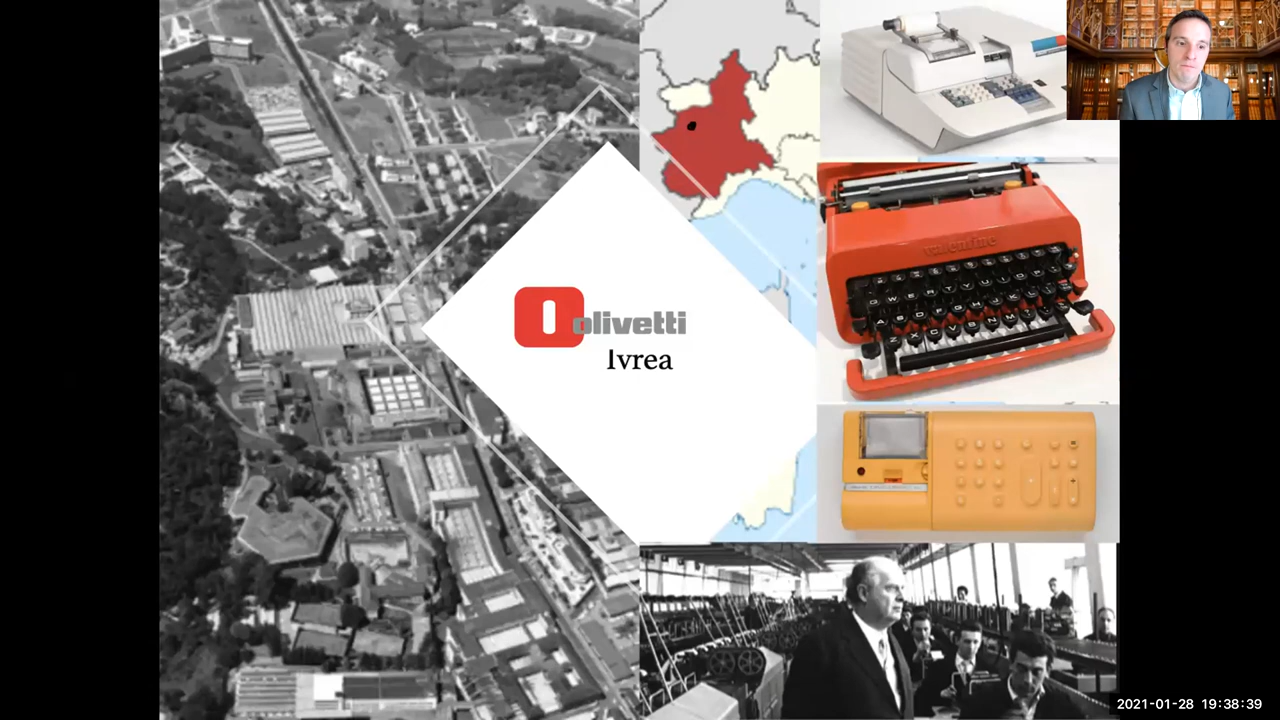 olivetti
Ivrea
valentine
Q W E R T Y U
Z X C V B N M
2021-01-28 19:38:39